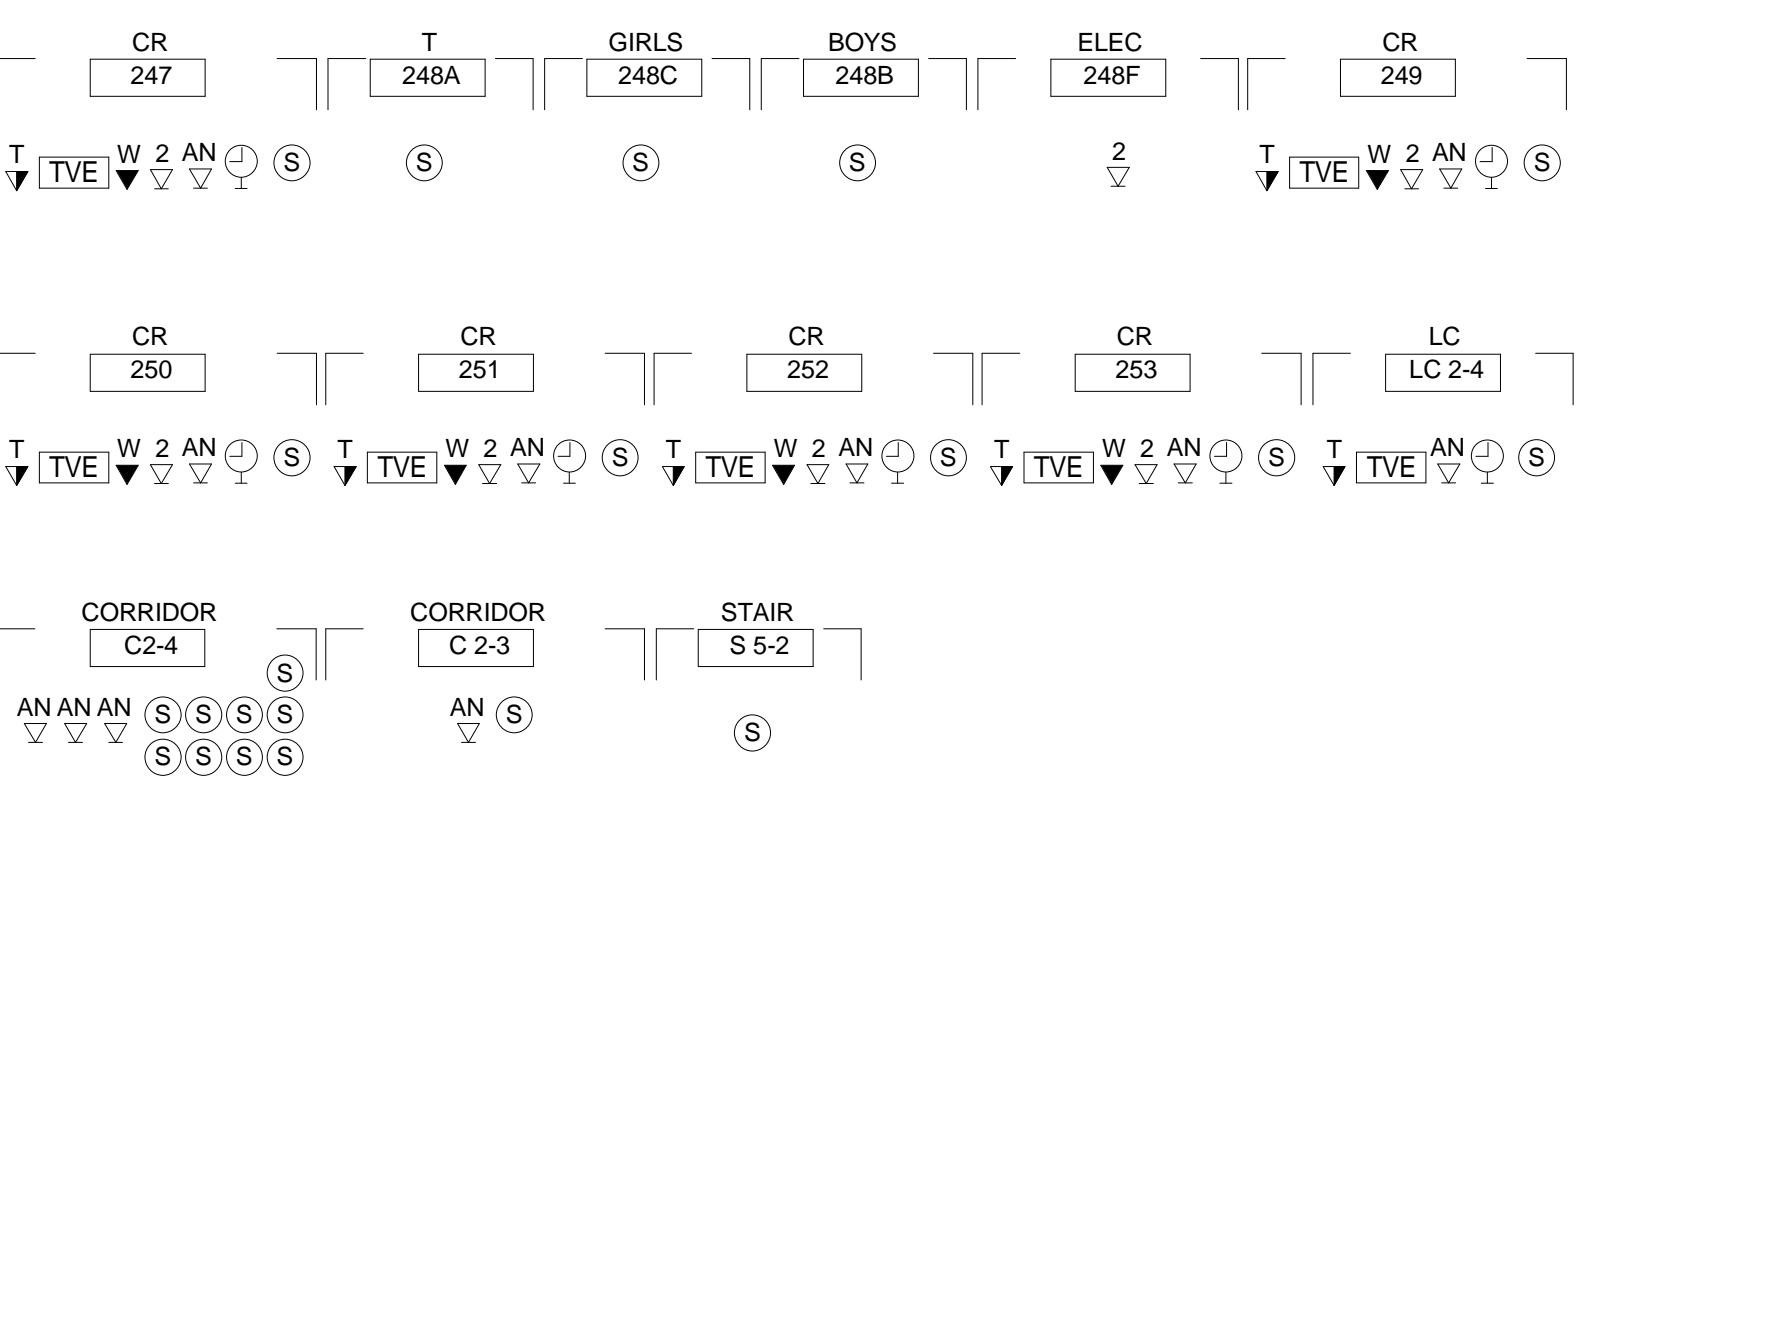 CR T GIRLS BOYS ELEC CR
247 248A 248C 248B 248F 249
T TVE W 2 AN S S S S 2 T TVE W 2 AN S
CR CR CR CR LC
250 251 252 253 LC 2-4
T TVE W 2 AN S T TVE W 2 AN S T TVE W 2 AN S T TVE W 2 AN S T TVE AN S
CORRIDOR CORRIDOR STAIR
C2-4 C 2-3 S 5-2
S
AN AN AN S S S S AN S S
S S S S